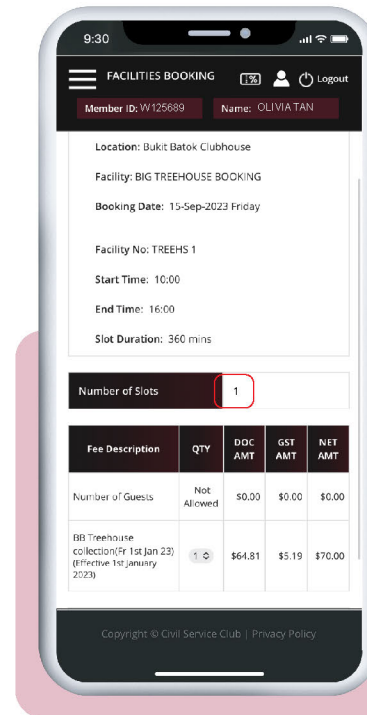 9:30
FACILITIES BOOKING % Logout
Member ID: W125689 Name: OLIVIA TAN
Location: Bukit Batok Clubhouse
Facility: BIG TREEHOUSE BOOKING
Booking Date: 15-Sep-2023 Friday
Facility No: TREEHS 1
Start Time: 10:00
End Time: 16:00
Slot Duration: 360 mins
Number of Slots 1
Fee Description QTY DOC AMT GST AMT NET AMT
Number of Guests Not Allowed $0.00 $0.00 $0.00
BB Treehouse
collection(Fr 1st Jan 23)
(Effective 1st January
2023)
1 $64.81 $5.19 $70.00
Copyright © Civil Service Club | Privacy Policy